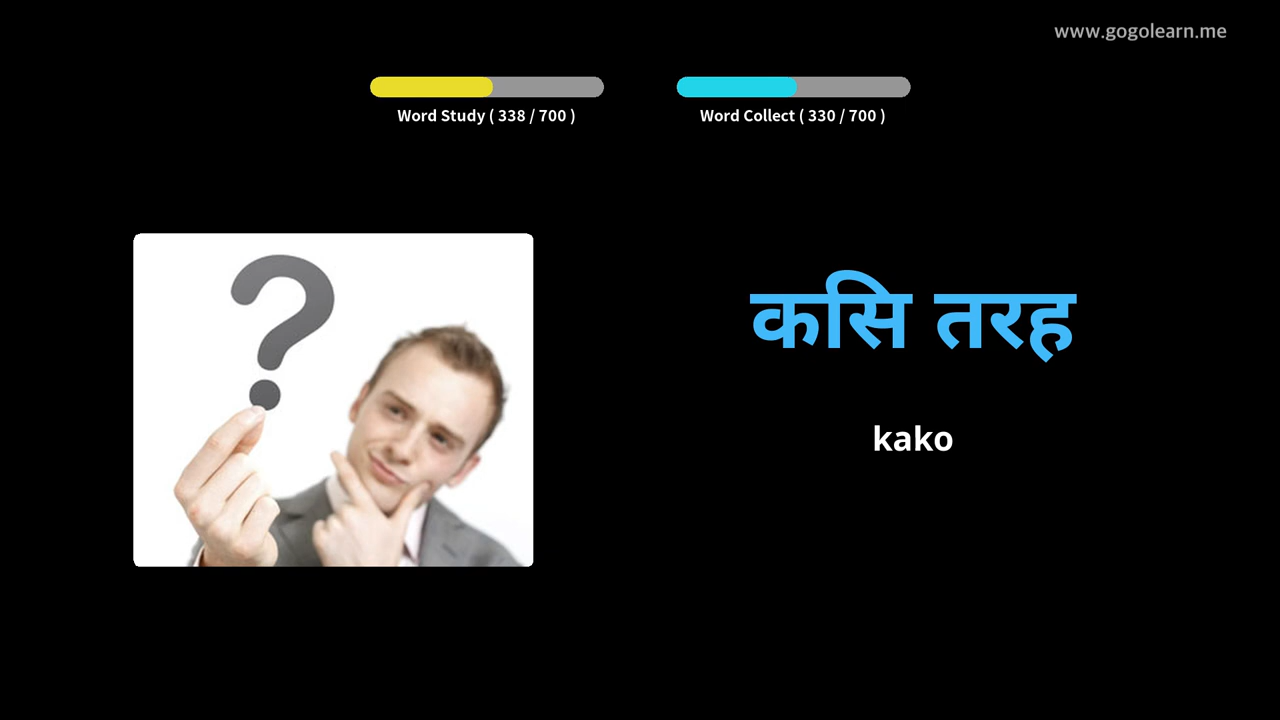 www.gogolearn.me
Word Study ( 338 / 700 )
Word Collect ( 330 / 700 )
कसि तरह
kako